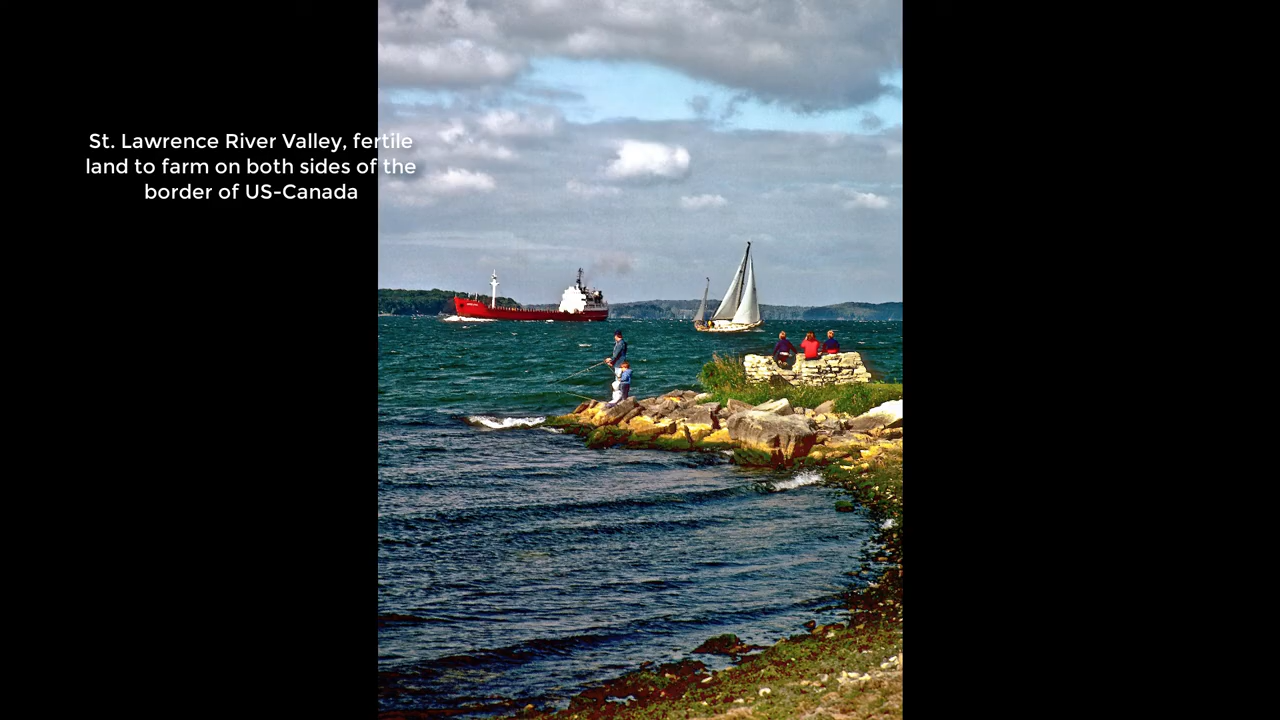 St. Lawrence River Valley, fertile
land to farm on both sides of the
border of US-Canada